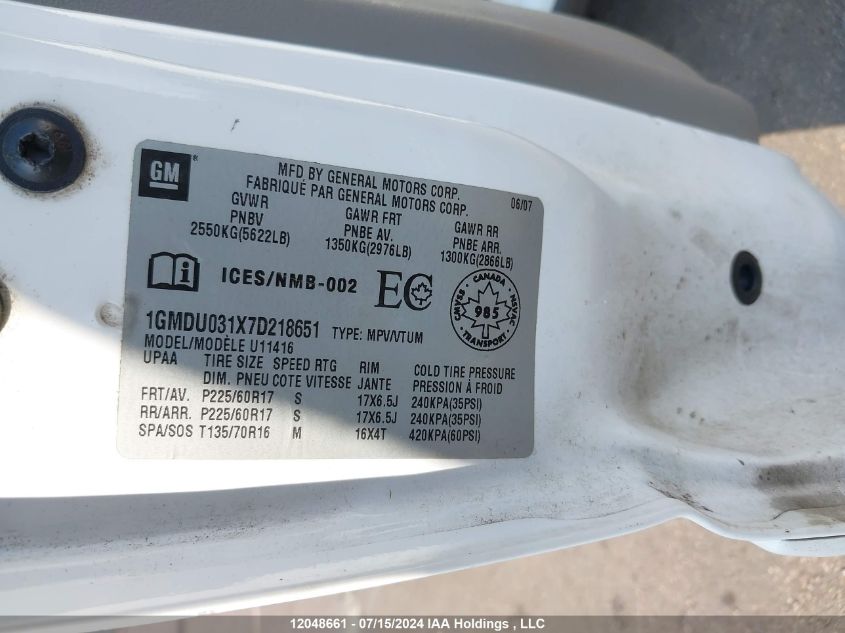 GM
MFD BY GENERAL MOTORS CORP.
FABRIQUÉ PAR GENERAL MOTORS CORP.
06/07
GVWR GAWR FRT GAWR RR
PNBV PNBE AV. PNBE ARR.
2550KG(5622LB) 1350KG(2976LB) 1300KG(2866LB)
i ICES/NMB-002 EC
CANADA
CMVSS 985 NSVAC
TRANSPORT
1GMDU031X7D218651 TYPE: MPV/VTUM
MODEL/MODÈLE U11416
UPAA TIRE SIZE SPEED RTG RIM COLD TIRE PRESSURE
DIM. PNEU COTE VITESSE JANTE PRESSION À FROID
FRT/AV. P225/60R17 S 17X6.5J 240KPA(35PSI)
RR/ARR. P225/60R17 S 17X6.5J 240KPA(35PSI)
SPA/SOS T135/70R16 M 16X4T 420KPA(60PSI)
12048661 - 07/15/2024 IAA Holdings , LLC